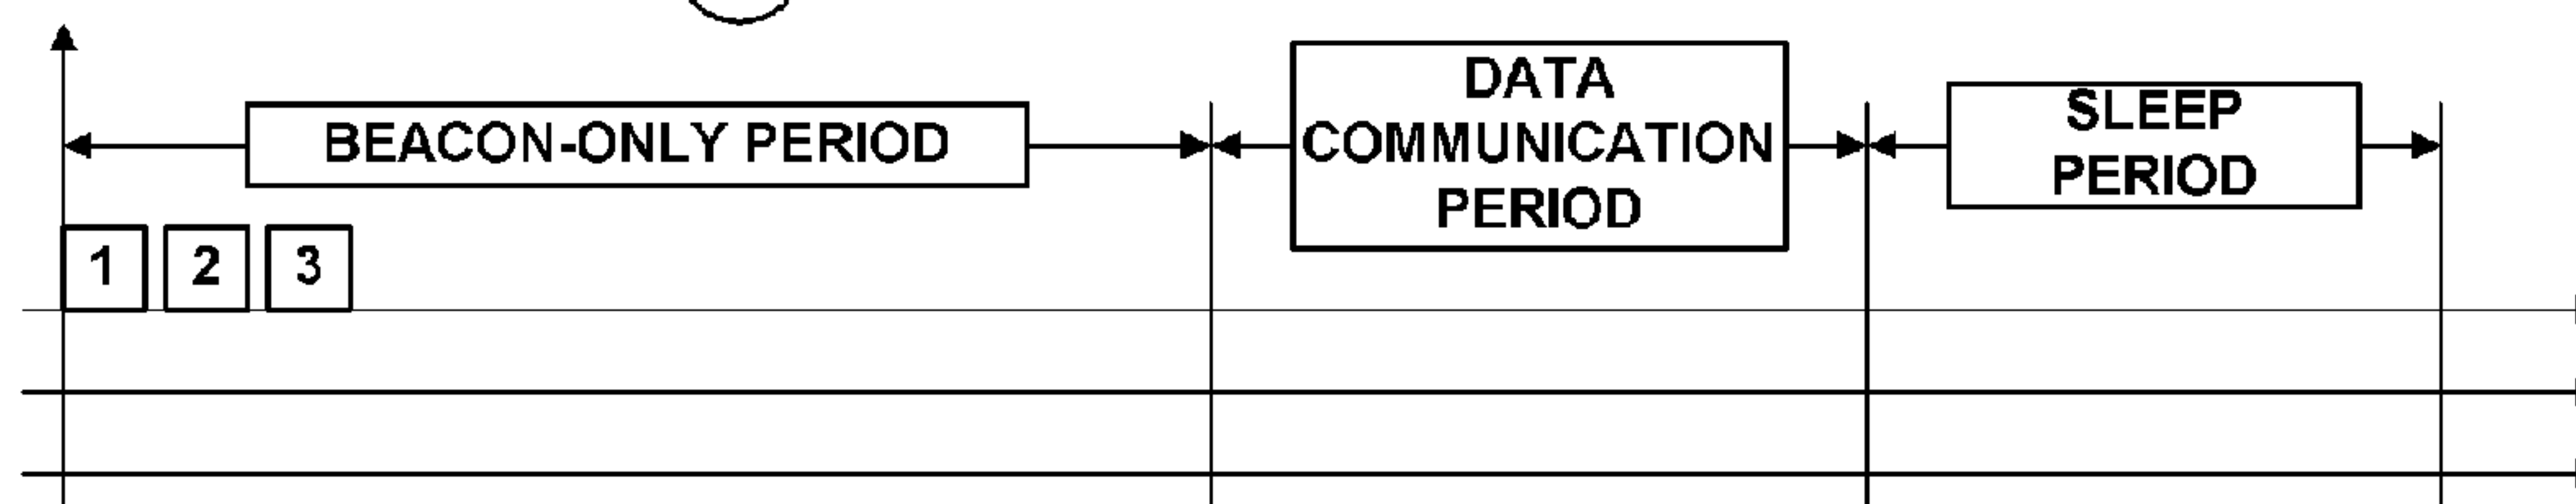 BEACON-ONLY PERIOD
DATA
COMMUNICATION
PERIOD
SLEEP
PERIOD
1 2 3